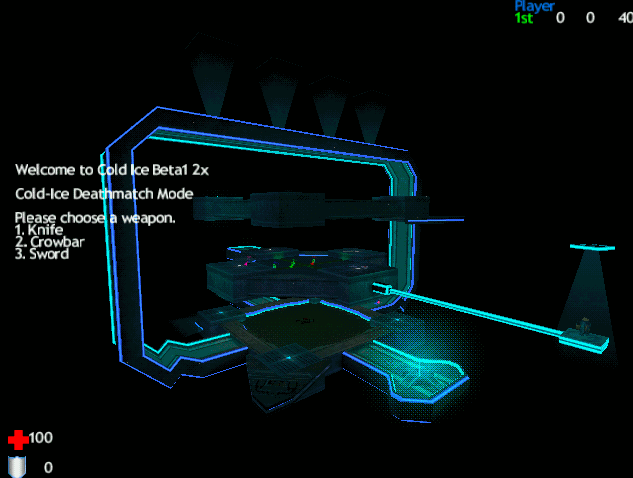 Player
1st 0 0 40
Welcome to Cold Ice Beta1 2x
Cold-Ice Deathmatch Mode
Please choose a weapon.
1. Knife
2. Crowbar
3. Sword
100
0